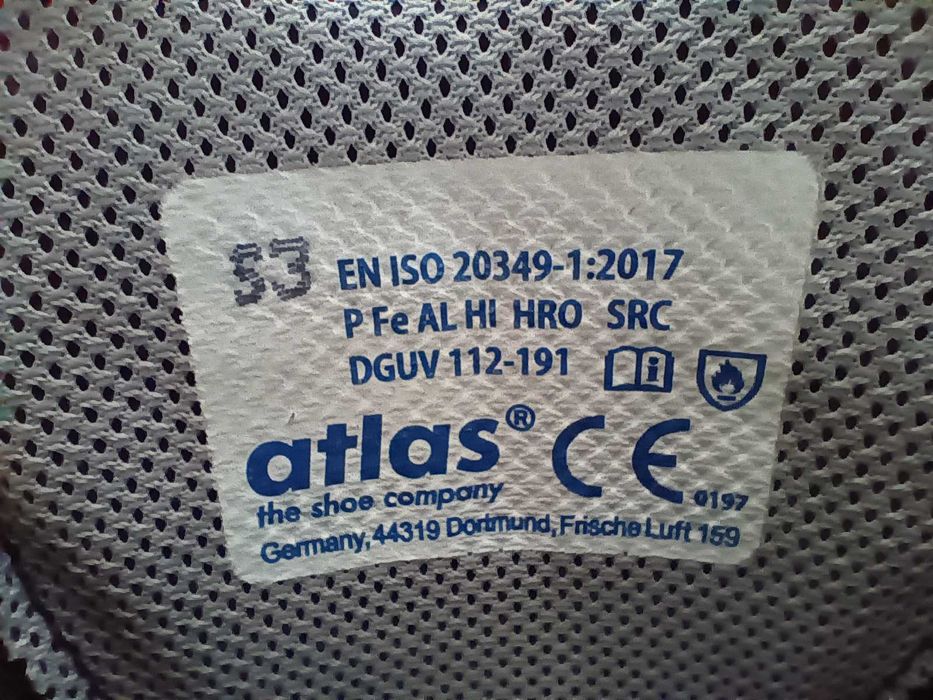 S3 EN ISO 20349-1:2017
P Fe AL HI HRO SRC
DGUV 112-191 i
atlas® CE 0197
the shoe company
Germany, 44319 Dortmund, Frische Luft 159